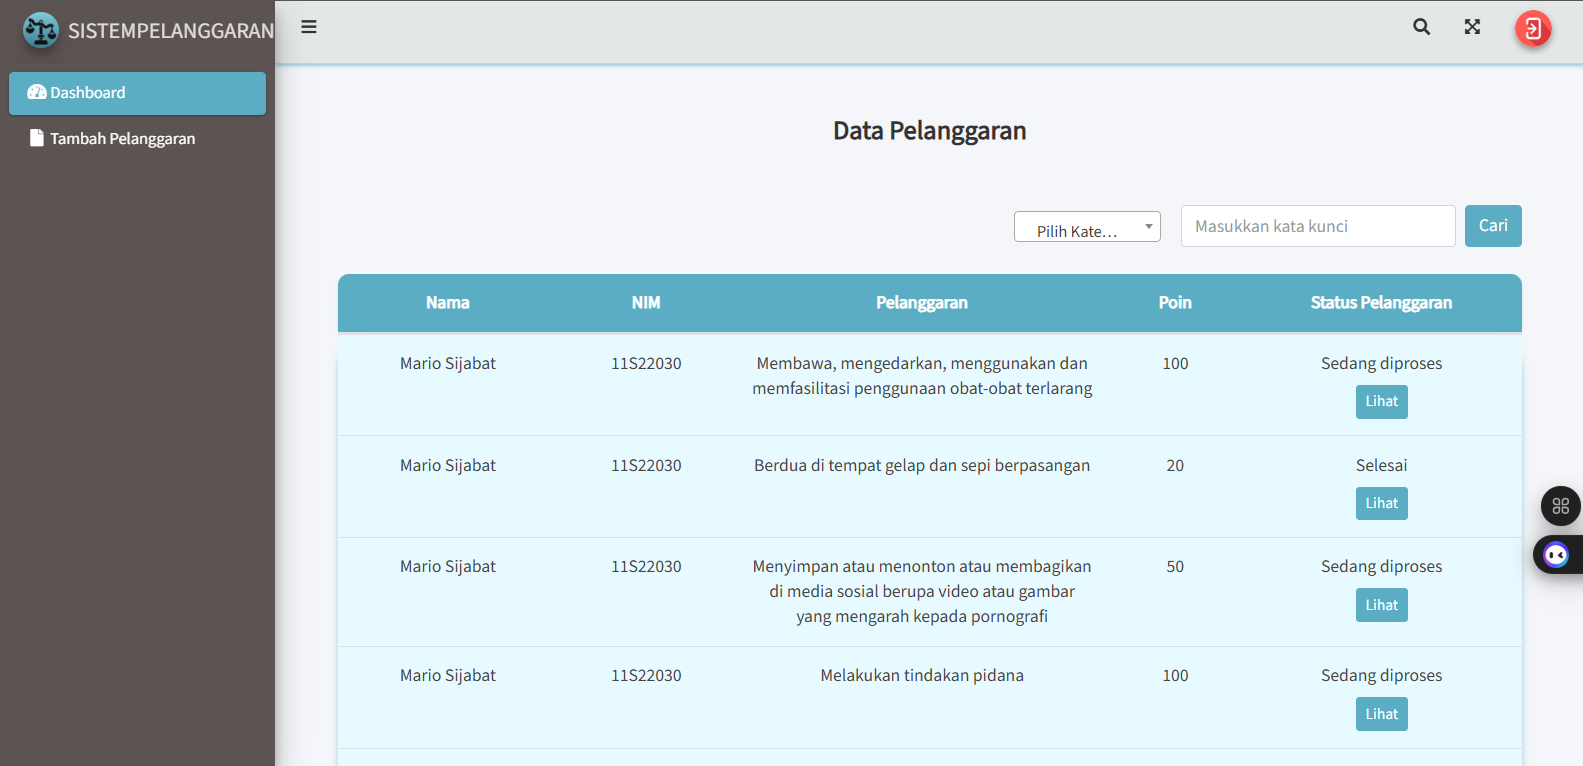 SISTEMPELANGGARAN
Dashboard
Tambah Pelanggaran
Data Pelanggaran
Pilih Kate...
Masukkan kata kunci
Cari
Nama NIM Pelanggaran Poin Status Pelanggaran
Mario Sijabat 11S22030 Membawa, mengedarkan, menggunakan dan 100 Sedang diproses
memfasilitasi penggunaan obat-obat terlarang
Lihat
Mario Sijabat 11S22030 Berdua di tempat gelap dan sepi berpasangan 20 Selesai
Lihat
Mario Sijabat 11S22030 Menyimpan atau menonton atau membagikan 50 Sedang diproses
di media sosial berupa video atau gambar
Lihat
yang mengarah kepada pornografi
Mario Sijabat 11S22030 Melakukan tindakan pidana 100 Sedang diproses
Lihat